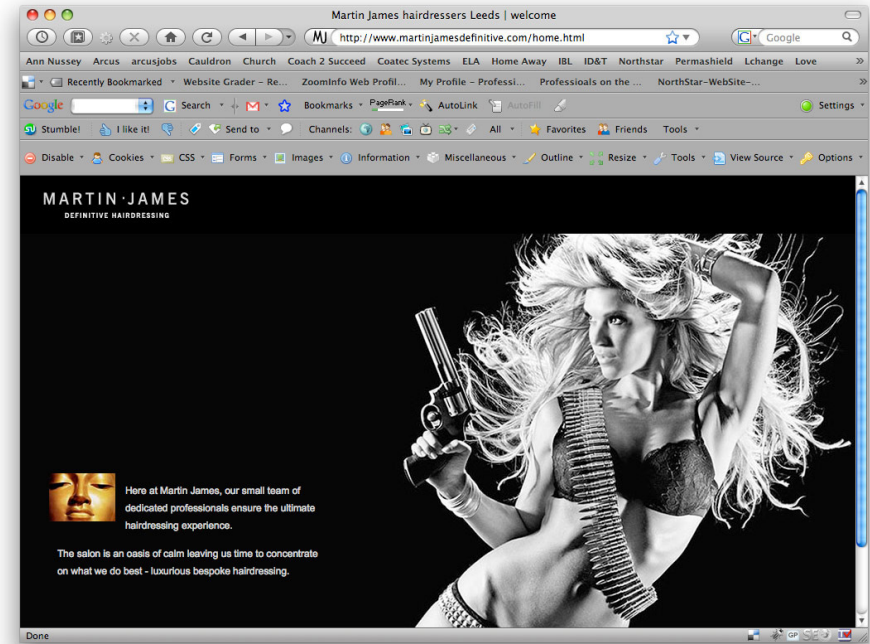 Martin James hairdressers Leeds | welcome
http://www.martinjamesdefinitive.com/home.html
Google
Ann Nussey Arcus arcusjobs Cauldron Church Coach 2 Succeed Coatec Systems ELA Home Away IBL ID&T Northstar Permashield Lchange Love »
Recently Bookmarked Website Grader – Re... ZoomInfo Web Profil... My Profile – Professi... Professioals on the ... NorthStar–WebSite–... »
Google G Search Bookmarks PageRank AutoLink AutoFill Settings
Stumble! I like it! Send to Channels: All Favorites Friends Tools
Disable Cookies CSS Forms Images Information Miscellaneous Outline Resize Tools View Source Options
MARTIN·JAMES
DEFINITIVE HAIRDRESSING
Here at Martin James, our small team of
dedicated professionals ensure the ultimate
hairdressing experience.
The salon is an oasis of calm leaving us time to concentrate
on what we do best - luxurious bespoke hairdressing.
Done GP